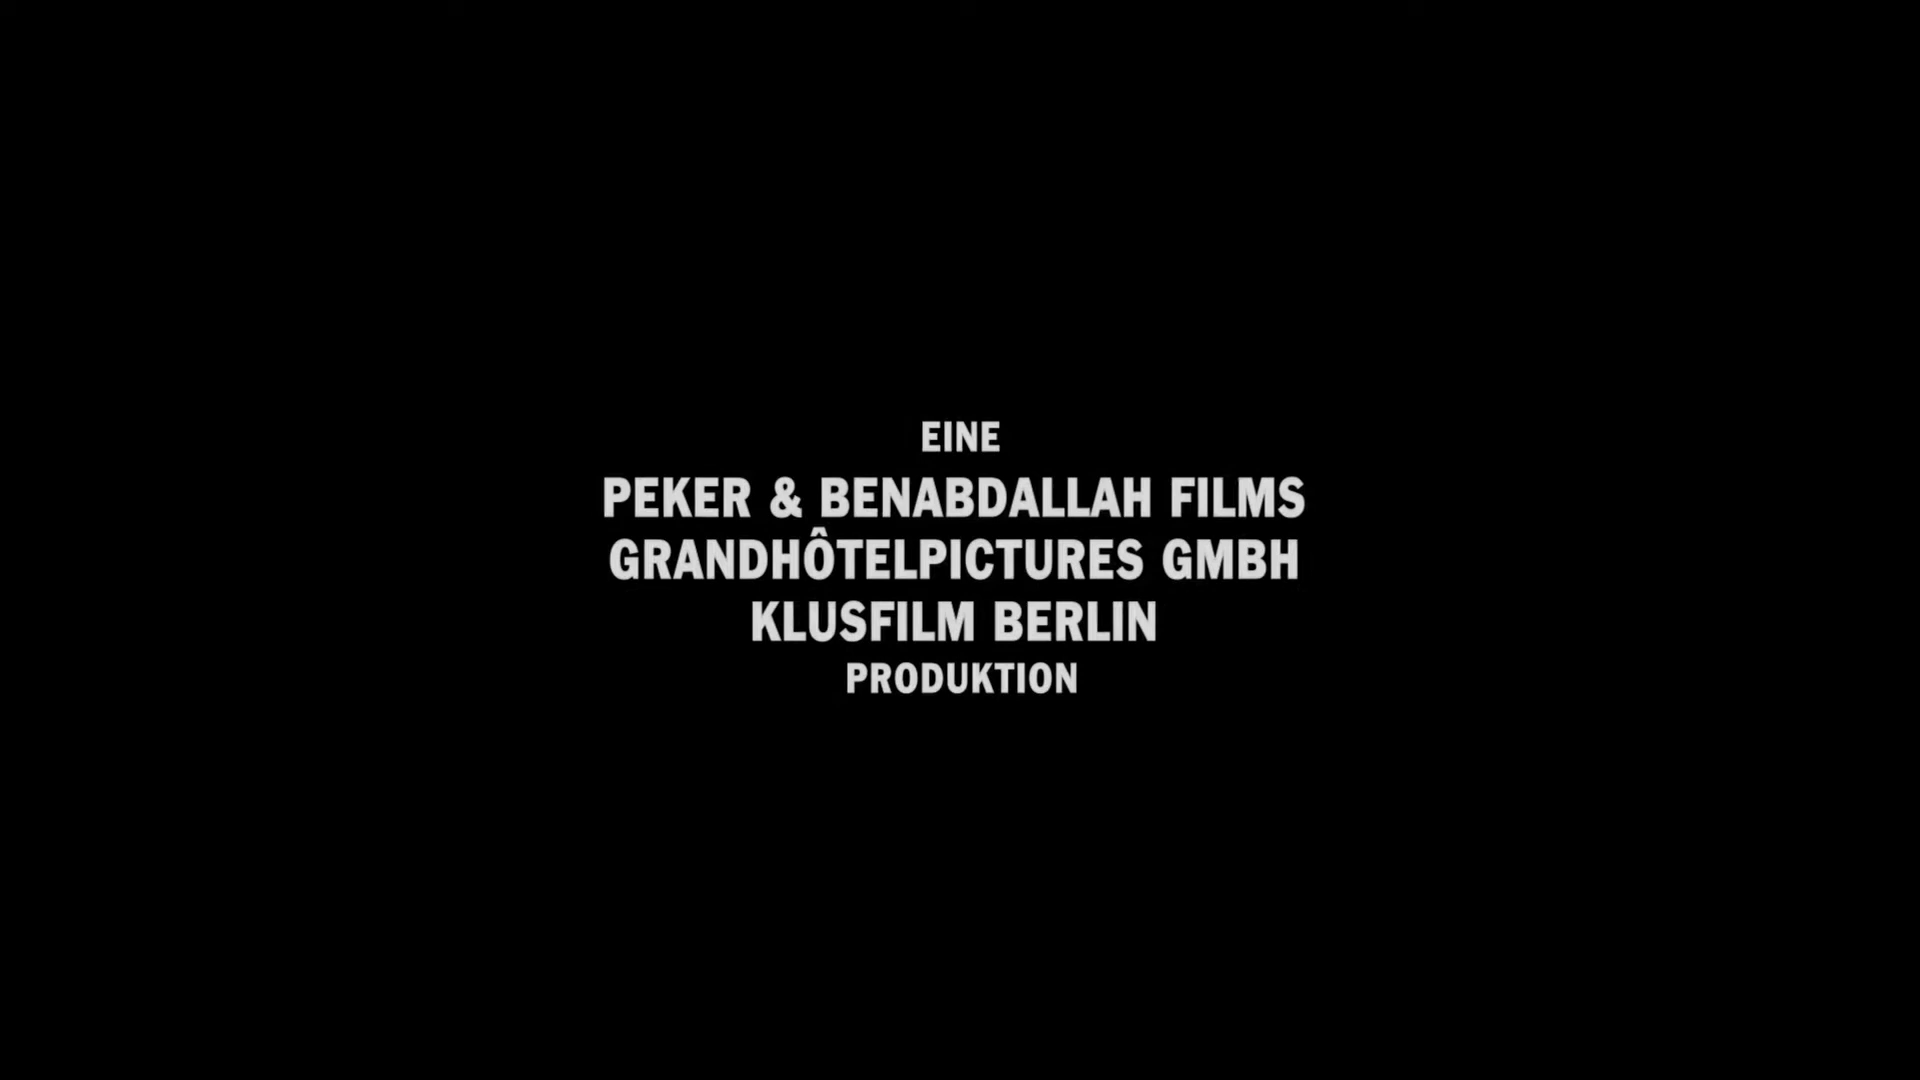 EINE
PEKER & BENABDALLAH FILMS
GRANDHÔTELPICTURES GMBH
KLUSFILM BERLIN
PRODUKTION